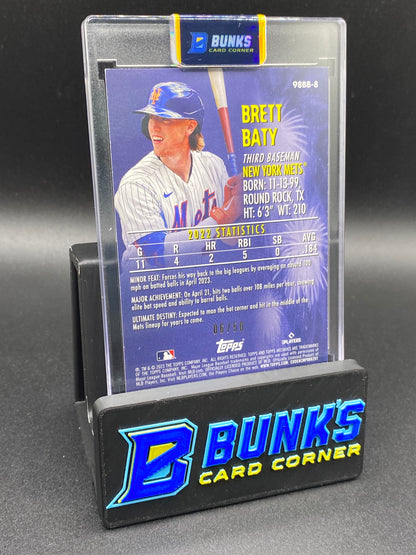 BUNK'S
CARD CORNER
98BB-8
BRETT
BATY
THIRD BASEMAN
NEW YORK METS™
BORN: 11-13-99,
ROUND ROCK, TX
HT: 6'3" WT: 210
Mets
2022 STATISTICS
G R HR RBI SB AVG
11 4 2 5 0 .184
MINOR FEAT: Forces his way back to the big leagues by averaging an absurd 100
mph on batted balls in April 2023.
MAJOR ACHIEVEMENT: On April 21, hits two balls over 108 miles per hour, showing
elite bat speed and ability to barrel balls.
ULTIMATE DESTINY: Expected to man the hot corner and hit in the middle of the
Mets lineup for years to come.
06/50
Topps
PLAYERS
B BUNK'S
CARD CORNER